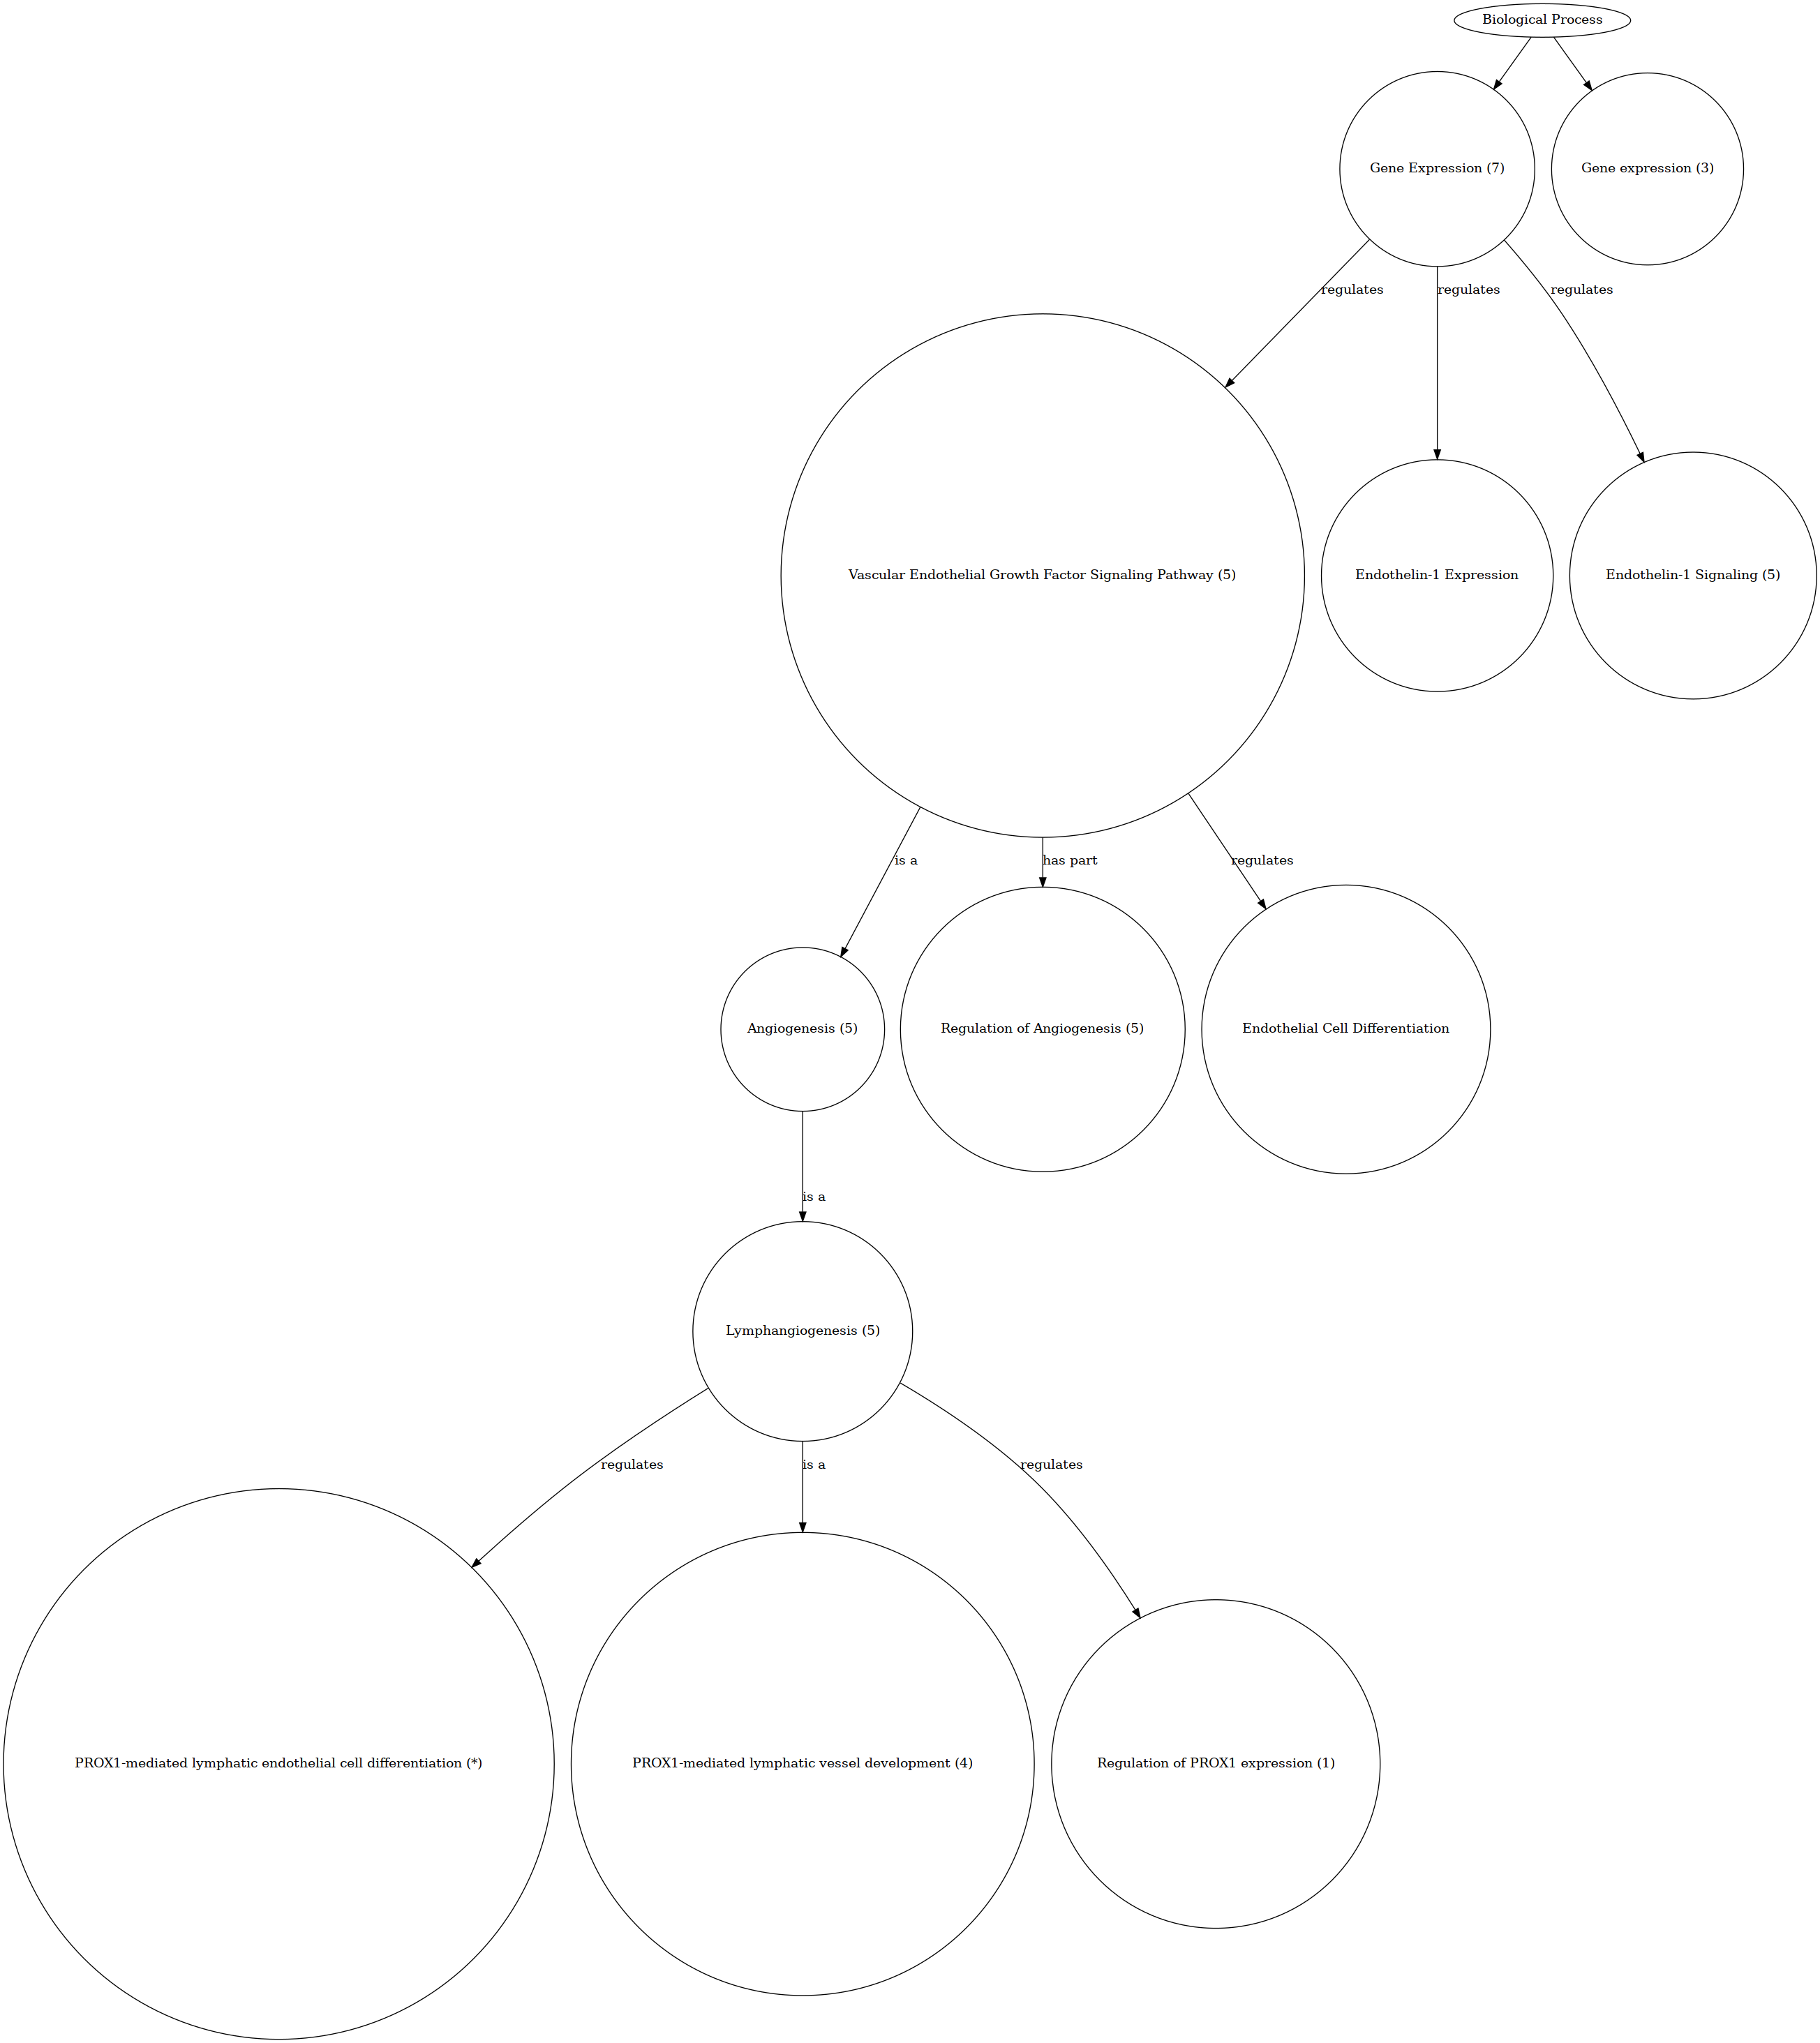 Biological Process
Gene Expression (7)
Gene expression (3)
regulates
regulates
regulates
Vascular Endothelial Growth Factor Signaling Pathway (5)
Endothelin-1 Expression
Endothelin-1 Signaling (5)
is a
has part
regulates
Angiogenesis (5)
Regulation of Angiogenesis (5)
Endothelial Cell Differentiation
is a
Lymphangiogenesis (5)
regulates
is a
regulates
PROX1-mediated lymphatic endothelial cell differentiation (*)
PROX1-mediated lymphatic vessel development (4)
Regulation of PROX1 expression (1)